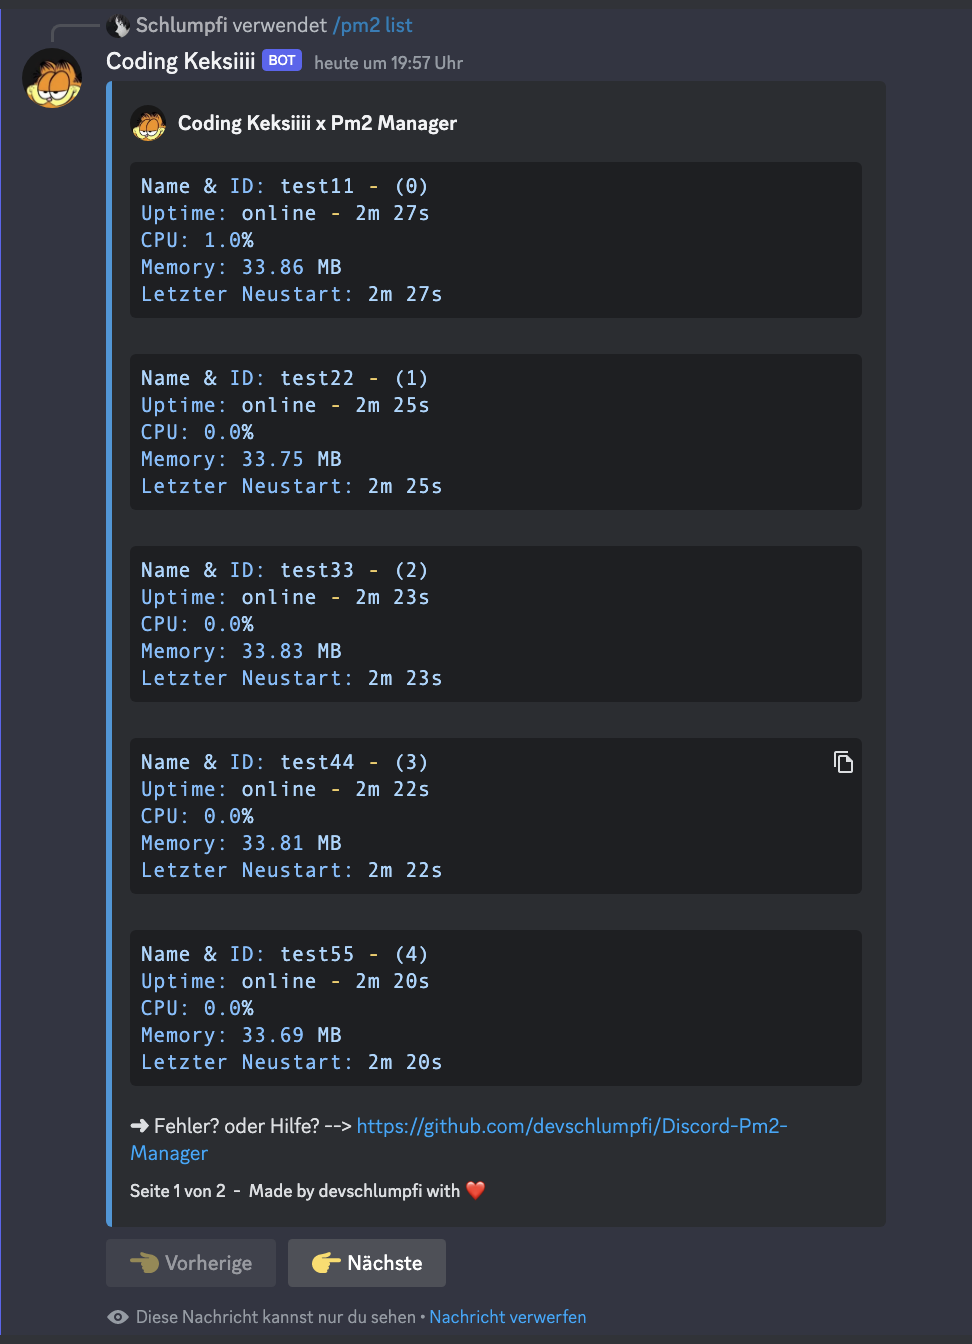 Schlumpfi verwendet /pm2 list
Coding Keksiiii BOT heute um 19:57 Uhr
Coding Keksiiii x Pm2 Manager
Name & ID: test11 - (0)
Uptime: online - 2m 27s
CPU: 1.0%
Memory: 33.86 MB
Letzter Neustart: 2m 27s
Name & ID: test22 - (1)
Uptime: online - 2m 25s
CPU: 0.0%
Memory: 33.75 MB
Letzter Neustart: 2m 25s
Name & ID: test33 - (2)
Uptime: online - 2m 23s
CPU: 0.0%
Memory: 33.83 MB
Letzter Neustart: 2m 23s
Name & ID: test44 - (3)
Uptime: online - 2m 22s
CPU: 0.0%
Memory: 33.81 MB
Letzter Neustart: 2m 22s
Name & ID: test55 - (4)
Uptime: online - 2m 20s
CPU: 0.0%
Memory: 33.69 MB
Letzter Neustart: 2m 20s
➜ Fehler? oder Hilfe? --> https://github.com/devschlumpfi/Discord-Pm2-
Manager
Seite 1 von 2 - Made by devschlumpfi with ❤️
👈 Vorherige 👉 Nächste
Diese Nachricht kannst nur du sehen • Nachricht verwerfen